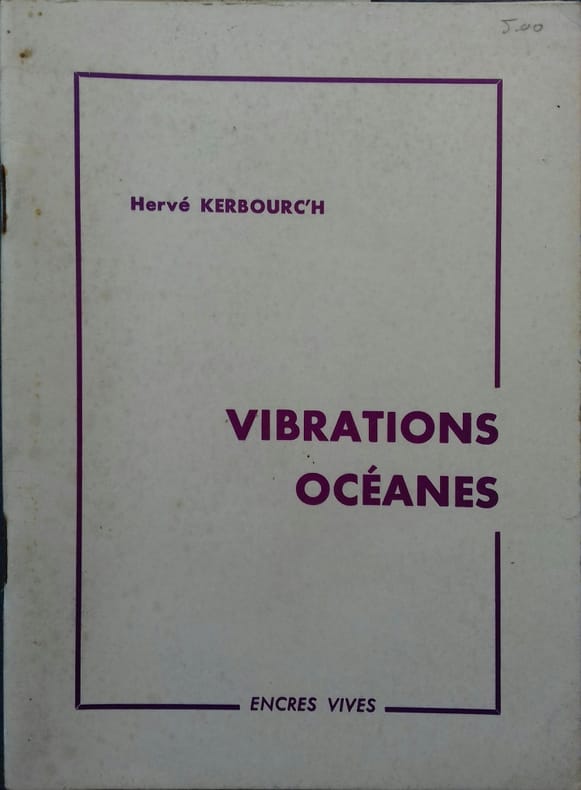 5.00
Hervé KERBOURC'H
VIBRATIONS
OCÉANES
ENCRES VIVES